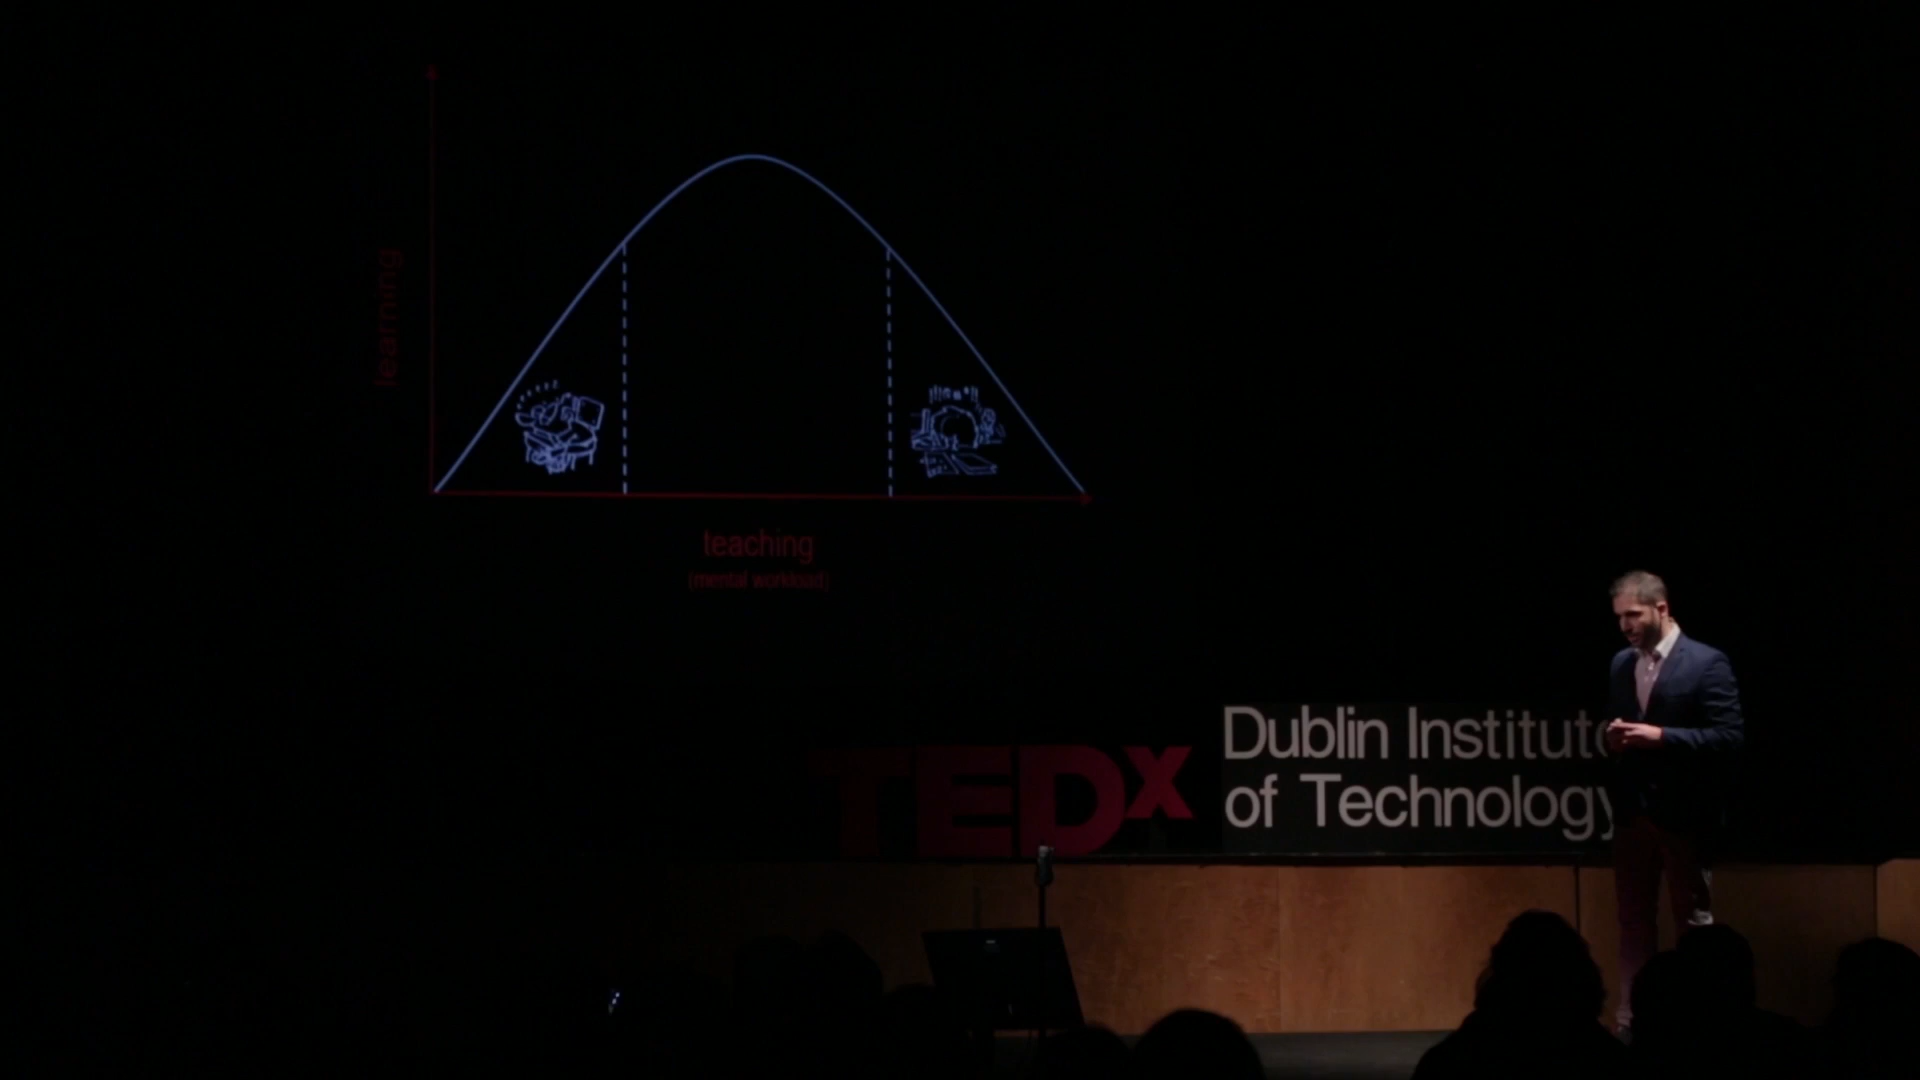 learning
teaching
(mental workload)
TEDx
Dublin Institute
of Technology